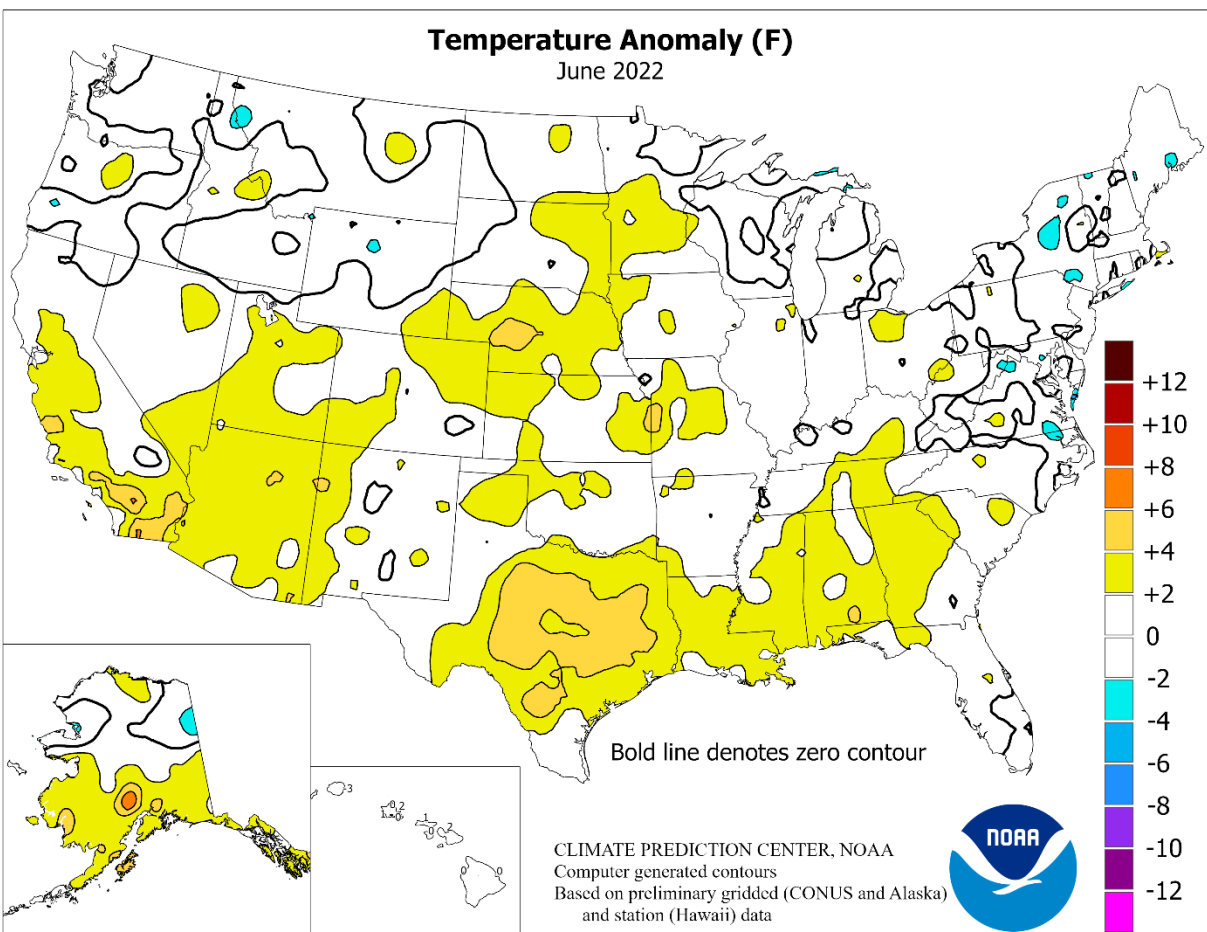 Temperature Anomaly (F)
June 2022
+12
+10
+8
+6
+4
+2
0
-2
-4
-6
-8
-10
-12
Bold line denotes zero contour
CLIMATE PREDICTION CENTER, NOAA
Computer generated contours
Based on preliminary gridded (CONUS and Alaska)
and station (Hawaii) data
NOAA